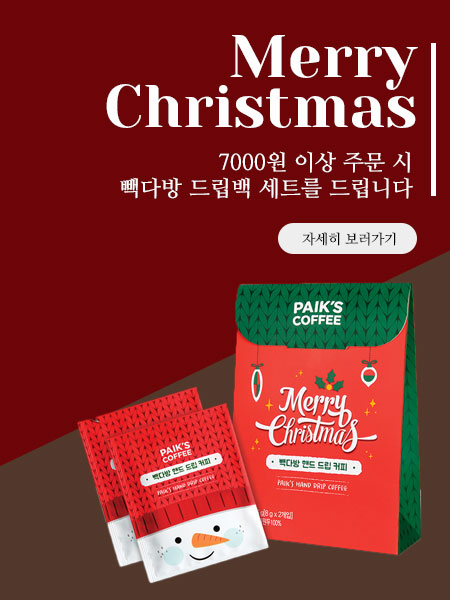 Merry
Christmas
7000원 이상 주문 시
빽다방 드립백 세트를 드립니다
자세히 보러가기
PAIK'S
COFFEE
Merry
Christmas
빽다방 핸드 드립 커피
PAIK'S HAND DRIP COFFEE
PAIK'S
COFFEE
빽다방 핸드 드립 커피
PAIK'S HAND DRIP COFFEE